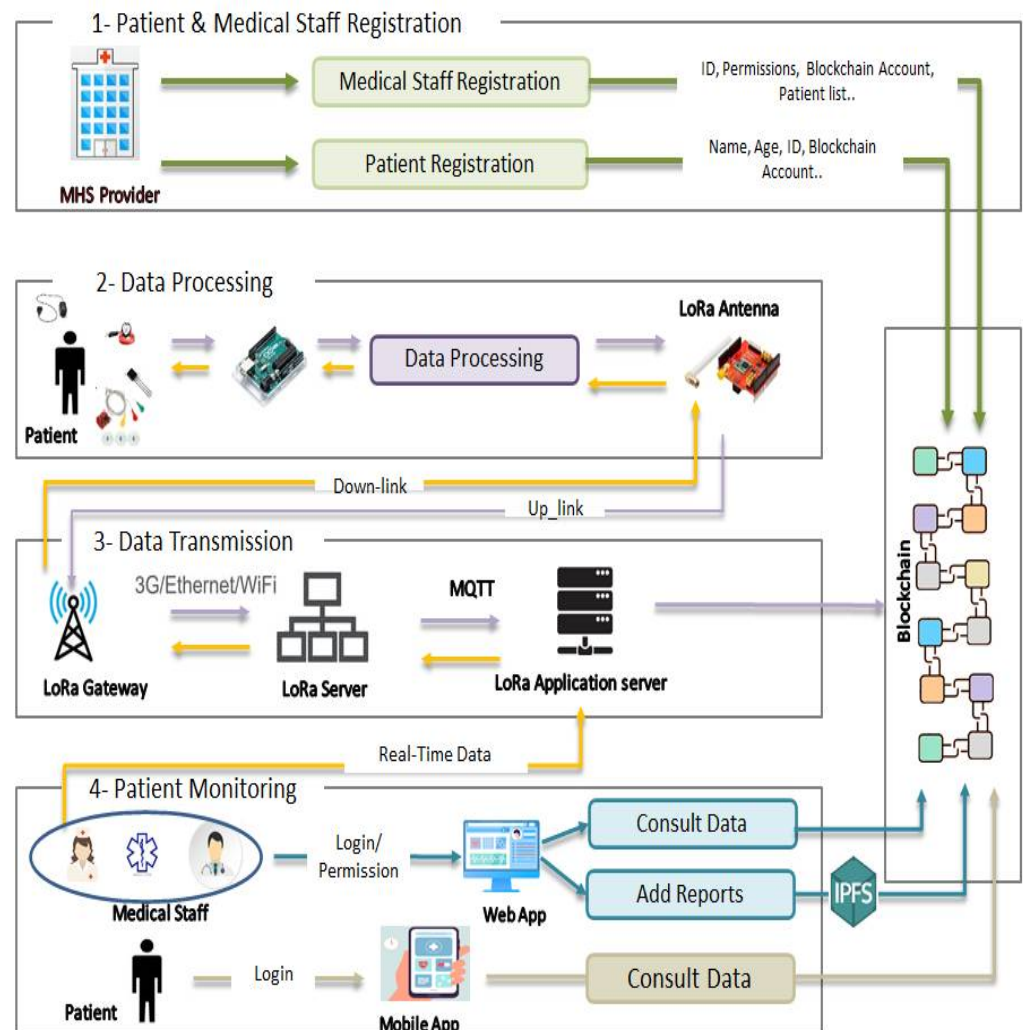 1- Patient & Medical Staff Registration
Medical Staff Registration
ID, Permissions, Blockchain Account,
Patient list..
Patient Registration
Name, Age, ID, Blockchain
Account..
MHS Provider
2- Data Processing
LoRa Antenna
Data Processing
Patient
Down-link
Up_link
3- Data Transmission
3G/Ethernet/WiFi
MQTT
LoRa Gateway
LoRa Server
LoRa Application server
Blockchain
Real-Time Data
4- Patient Monitoring
Login/
Permission
Consult Data
Add Reports
IPFS
Medical Staff
Web App
Login
Consult Data
Patient
Mobile App